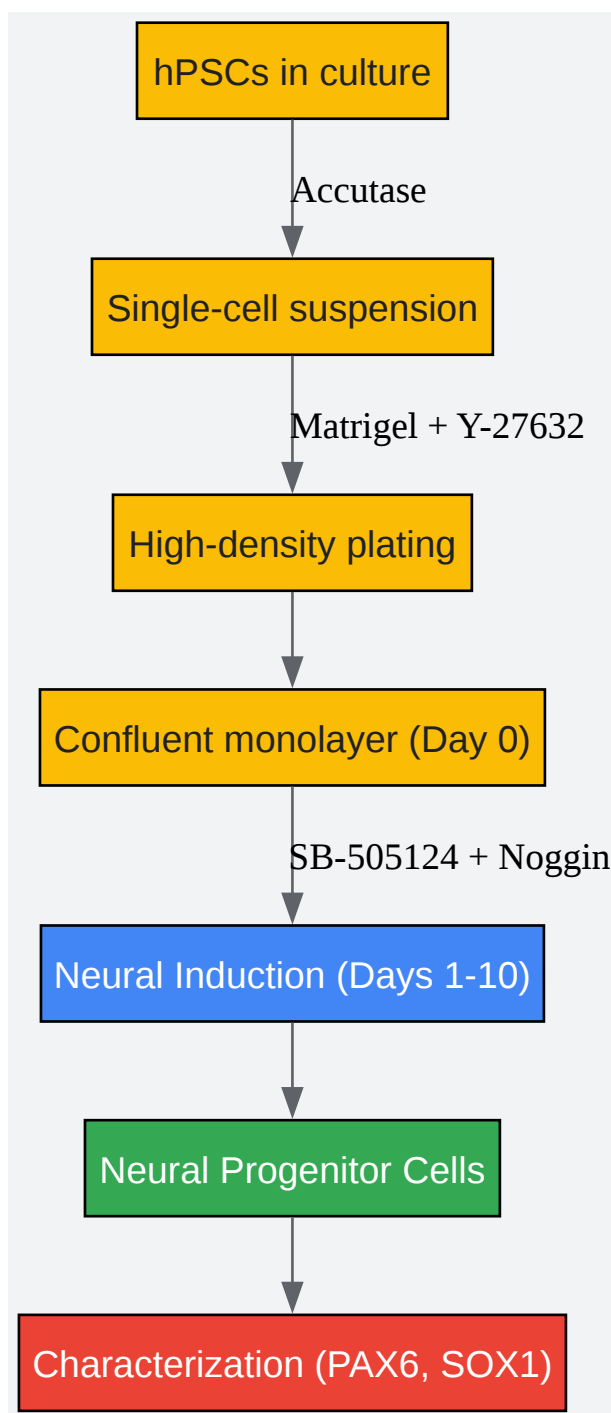 hPSCs in culture
Accutase
Single-cell suspension
Matrigel + Y-27632
High-density plating
Confluent monolayer (Day 0)
SB-505124 + Noggin
Neural Induction (Days 1-10)
Neural Progenitor Cells
Characterization (PAX6, SOX1)